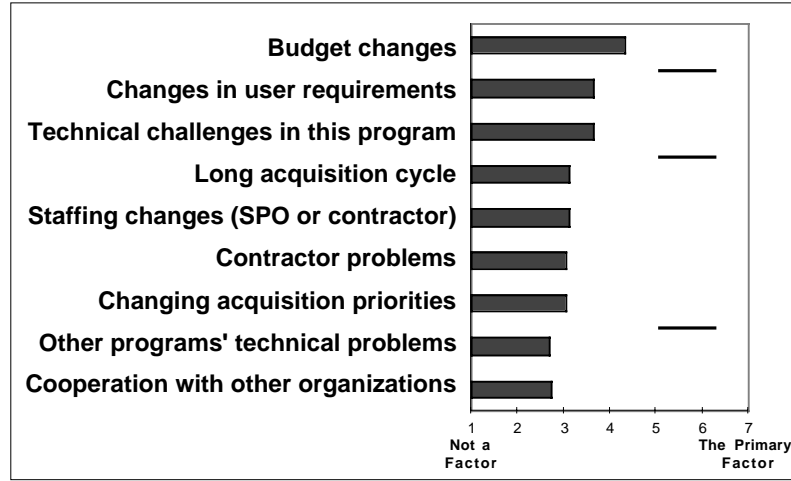 Budget changes
Changes in user requirements
Technical challenges in this program
Long acquisition cycle
Staffing changes (SPO or contractor)
Contractor problems
Changing acquisition priorities
Other programs' technical problems
Cooperation with other organizations
1 2 3 4 5 6 7
Not a Factor
The Primary Factor